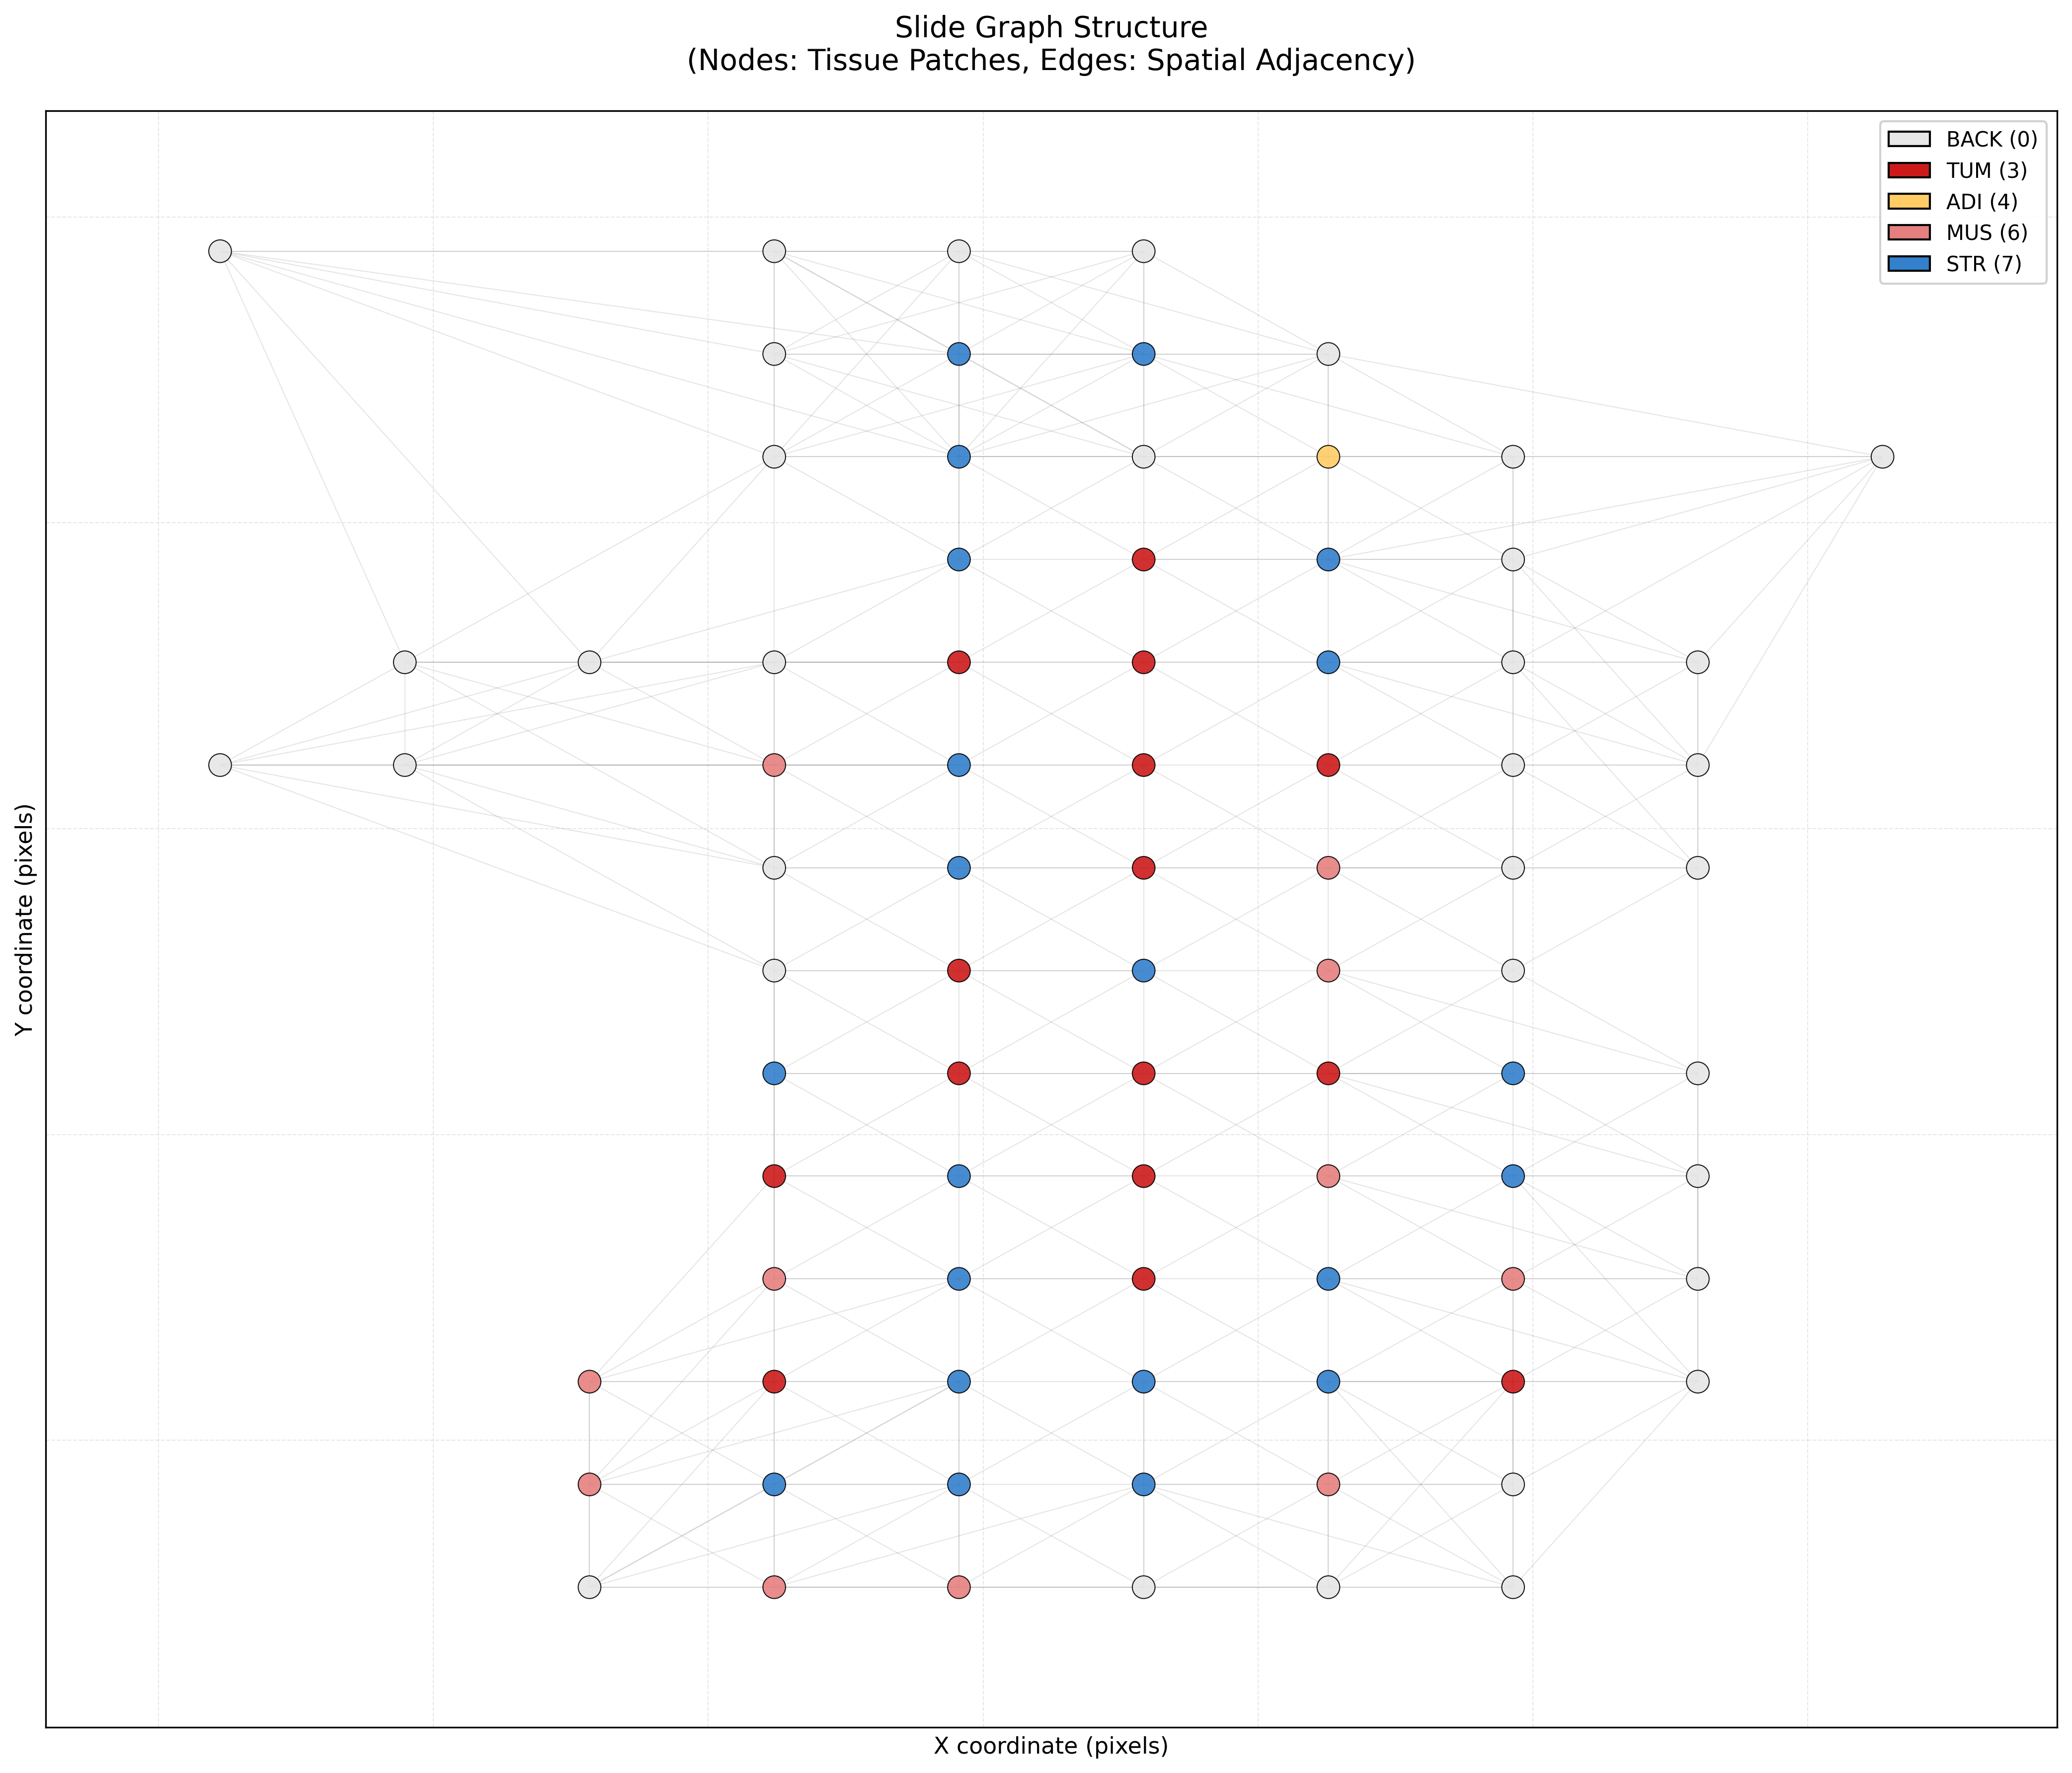 Slide Graph Structure
(Nodes: Tissue Patches, Edges: Spatial Adjacency)
BACK (0)
TUM (3)
ADI (4)
MUS (6)
STR (7)
Y coordinate (pixels)
X coordinate (pixels)